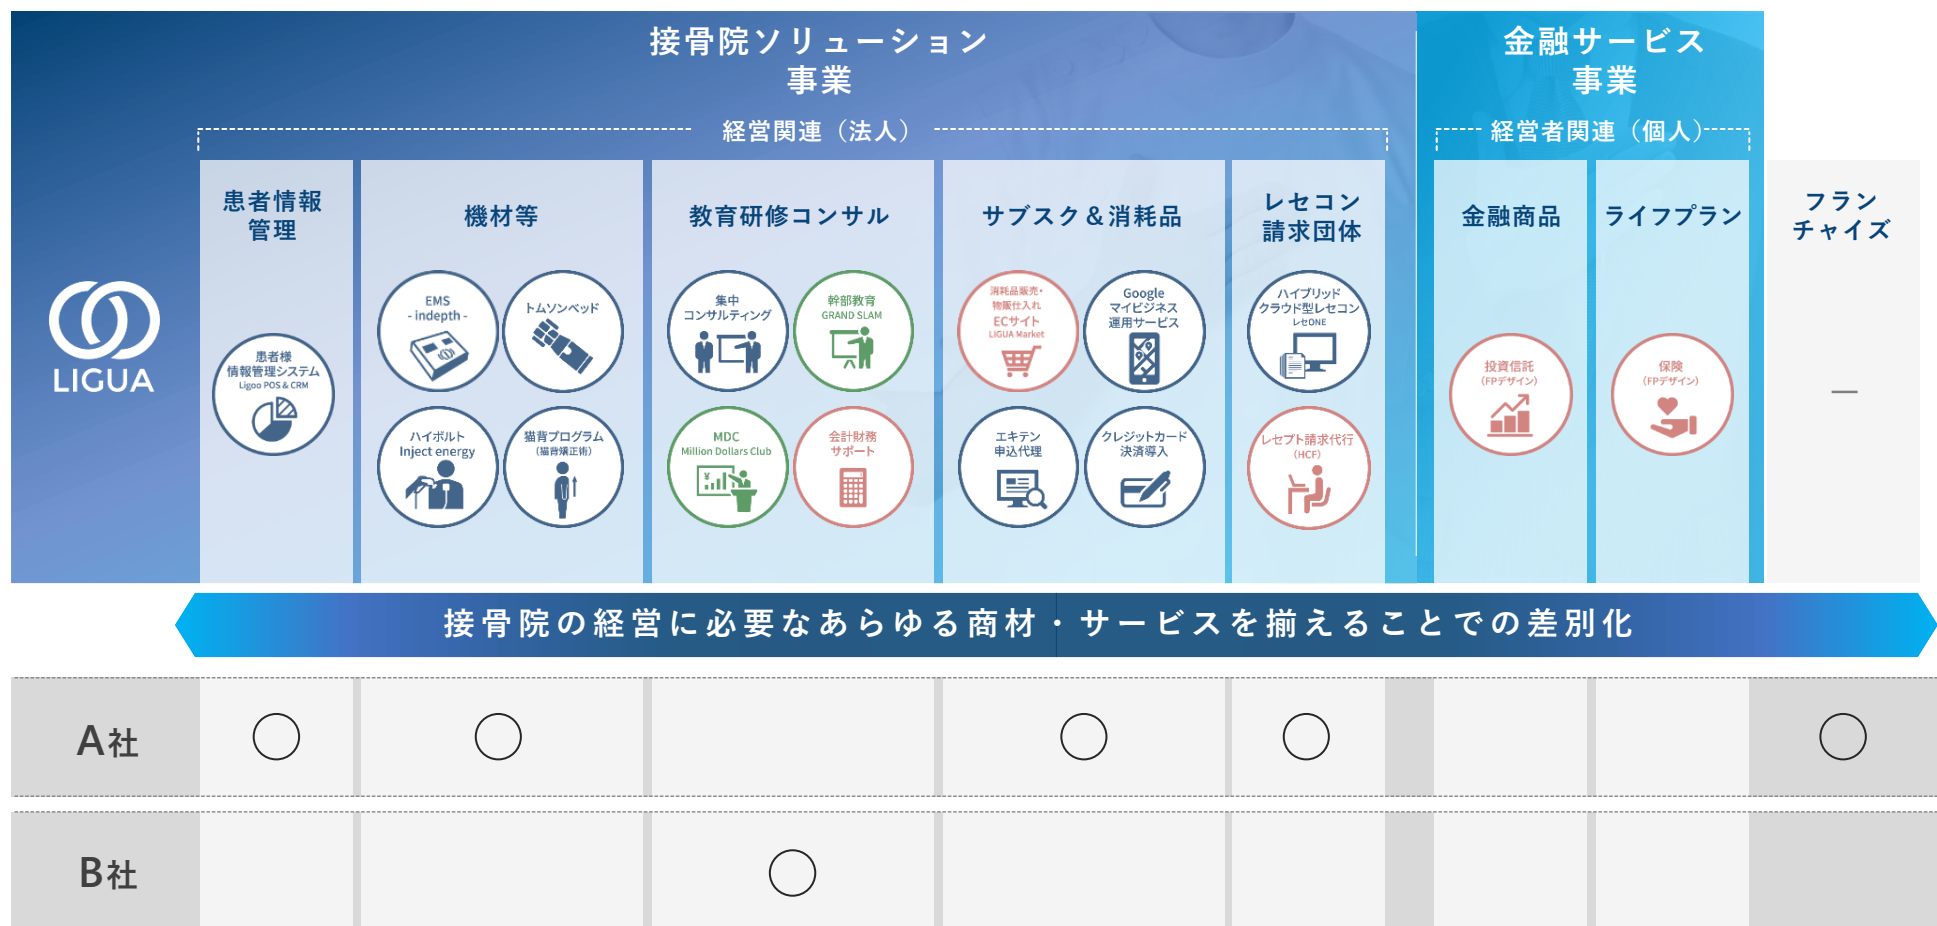 接骨院ソリューション
事業
金融サービス
事業
経営関連（法人）
経営者関連（個人）
患者情報
管理
機材等
教育研修コンサル
サブスク＆消耗品
レセコン
請求団体
金融商品
ライフプラン
フラン
チャイズ
LIGUA
患者様
情報管理システム
Ligoo POS & CRM
EMS
- indepth -
トムソンベッド
ハイボルト
Inject energy
猫背プログラム
（猫背矯正術）
集中
コンサルティング
幹部教育
GRAND SLAM
MDC
Million Dollars Club
会計財務
サポート
消耗品販売・
物販仕入れ
ECサイト
LIGUA Market
Google
マイビジネス
運用サービス
エキテン
申込代理
クレジットカード
決済導入
ハイブリッド
クラウド型レセコン
レセONE
レセプト請求代行
（HCF）
投資信託
（FPデザイン）
保険
（FPデザイン）
―
接骨院の経営に必要なあらゆる商材・サービスを揃えることでの差別化
A社
○
○
○
○
○
B社
○